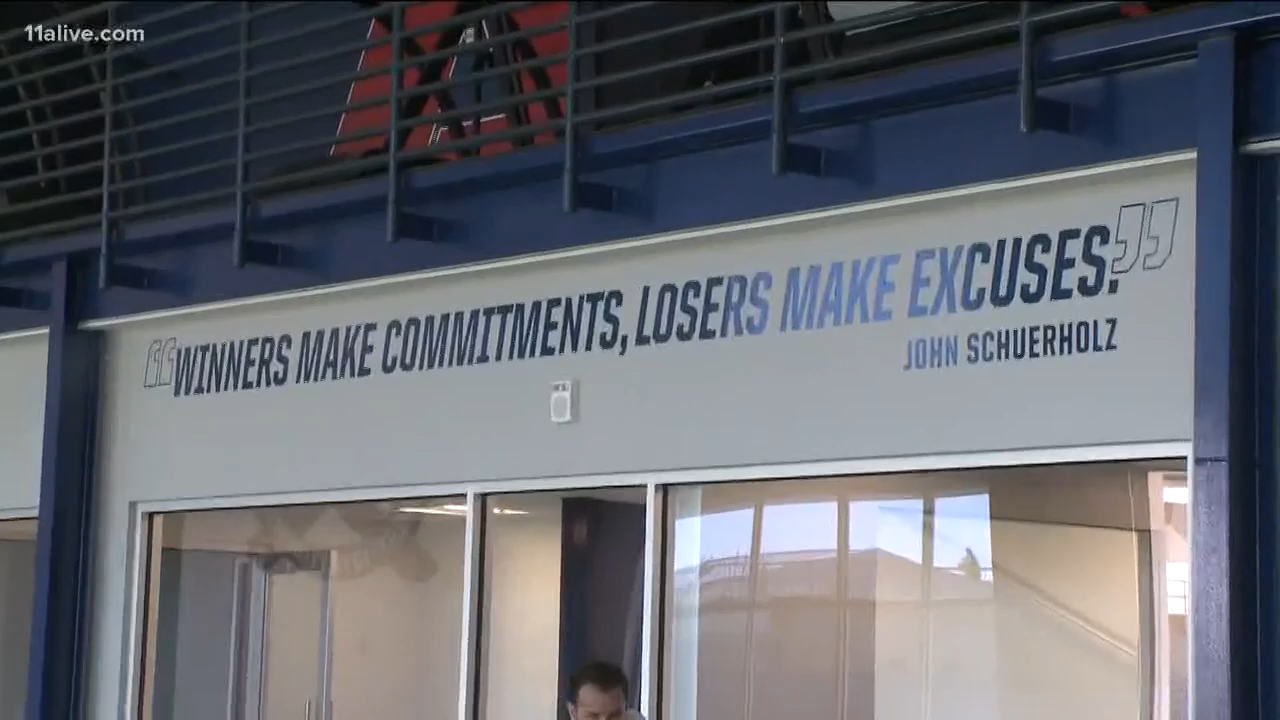 11alive.com
“WINNERS MAKE COMMITMENTS, LOSERS MAKE EXCUSES.”
JOHN SCHUERHOLZ